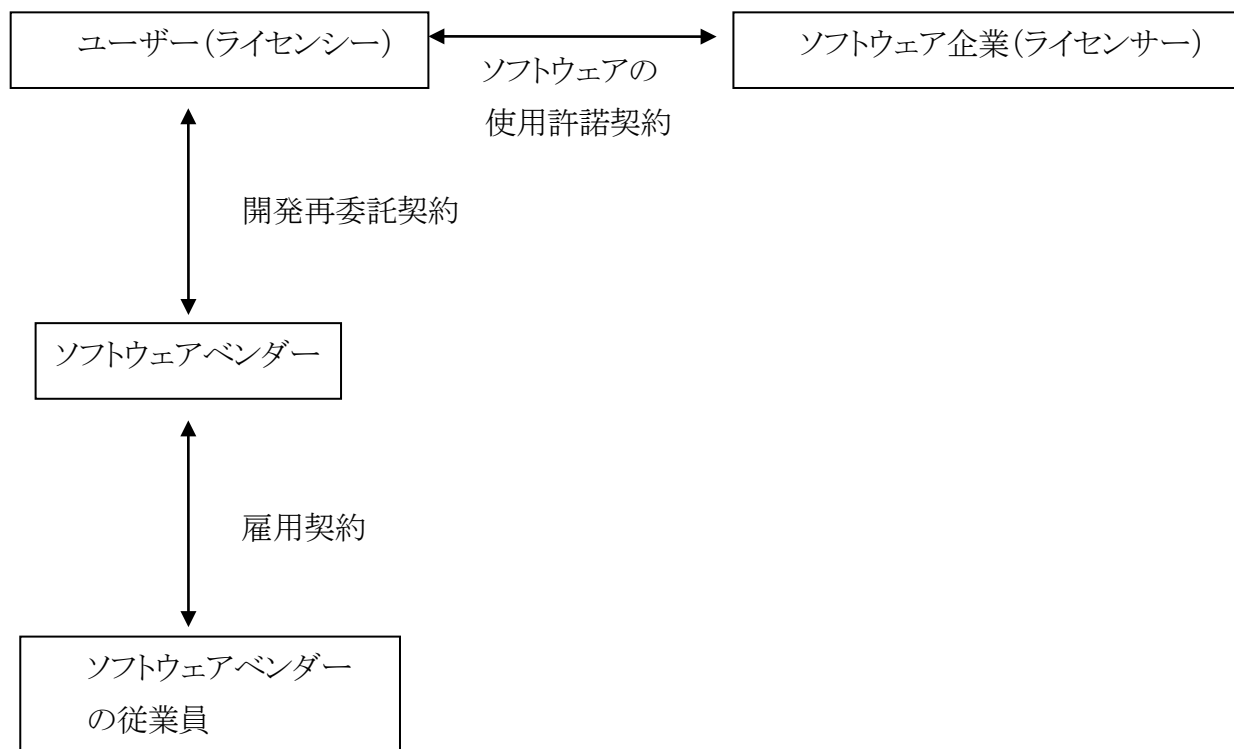 ユーザー(ライセンシー)
ソフトウェア企業(ライセンサー)
ソフトウェアの
使用許諾契約
開発再委託契約
ソフトウェアベンダー
雇用契約
ソフトウェアベンダー
の従業員